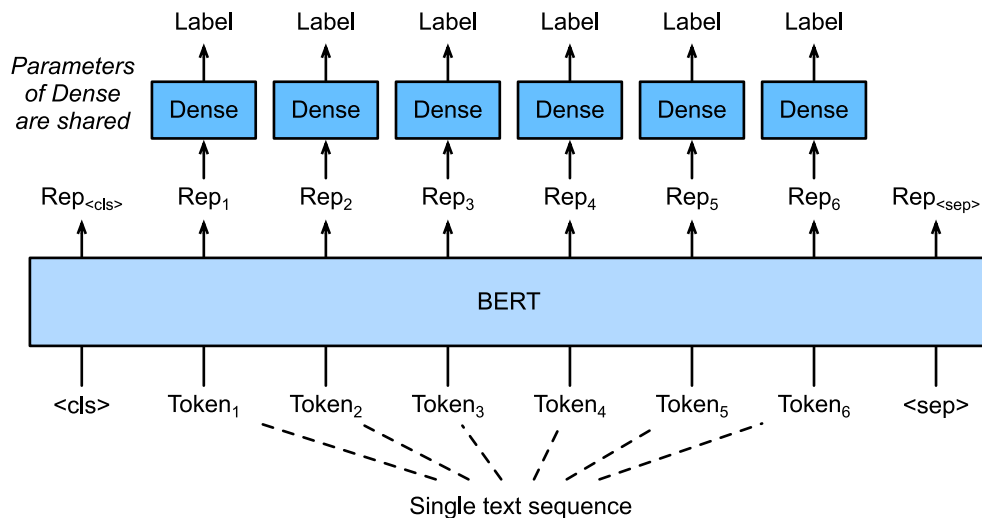 Label Label Label Label Label Label
Parameters
of Dense
are shared
Dense Dense Dense Dense Dense Dense
Rep<cls> Rep1 Rep2 Rep3 Rep4 Rep5 Rep6 Rep<sep>
BERT
<cls> Token1 Token2 Token3 Token4 Token5 Token6 <sep>
Single text sequence